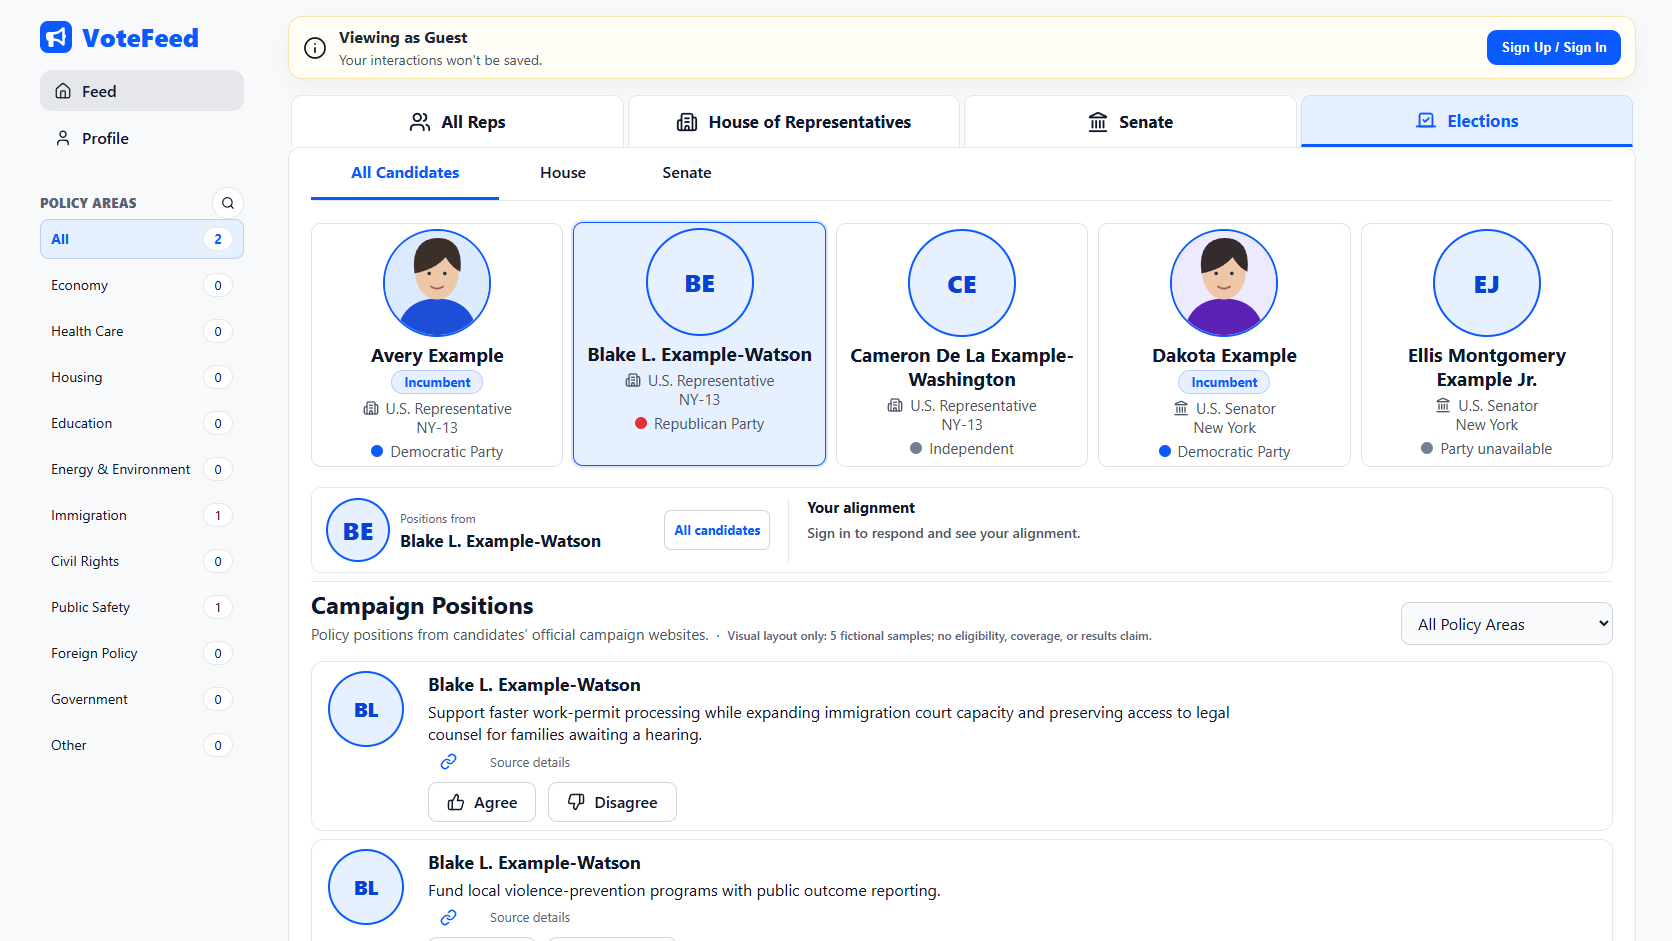 VoteFeed
Feed
Profile
POLICY AREAS
All 2
Economy 0
Health Care 0
Housing 0
Education 0
Energy & Environment 0
Immigration 1
Civil Rights 0
Public Safety 1
Foreign Policy 0
Government 0
Other 0
Viewing as Guest
Your interactions won't be saved.
Sign Up / Sign In
All Reps
House of Representatives
Senate
Elections
All Candidates
House
Senate
Avery Example
Incumbent
U.S. Representative
NY-13
Democratic Party
BE
Blake L. Example-Watson
U.S. Representative
NY-13
Republican Party
CE
Cameron De La Example-
Washington
U.S. Representative
NY-13
Independent
Dakota Example
Incumbent
U.S. Senator
New York
Democratic Party
EJ
Ellis Montgomery
Example Jr.
U.S. Senator
New York
Party unavailable
BE
Positions from
Blake L. Example-Watson
All candidates
Your alignment
Sign in to respond and see your alignment.
Campaign Positions
Policy positions from candidates’ official campaign websites. · Visual layout only: 5 fictional samples; no eligibility, coverage, or results claim.
All Policy Areas
BL
Blake L. Example-Watson
Support faster work-permit processing while expanding immigration court capacity and preserving access to legal
counsel for families awaiting a hearing.
Source details
Agree
Disagree
BL
Blake L. Example-Watson
Fund local violence-prevention programs with public outcome reporting.
Source details